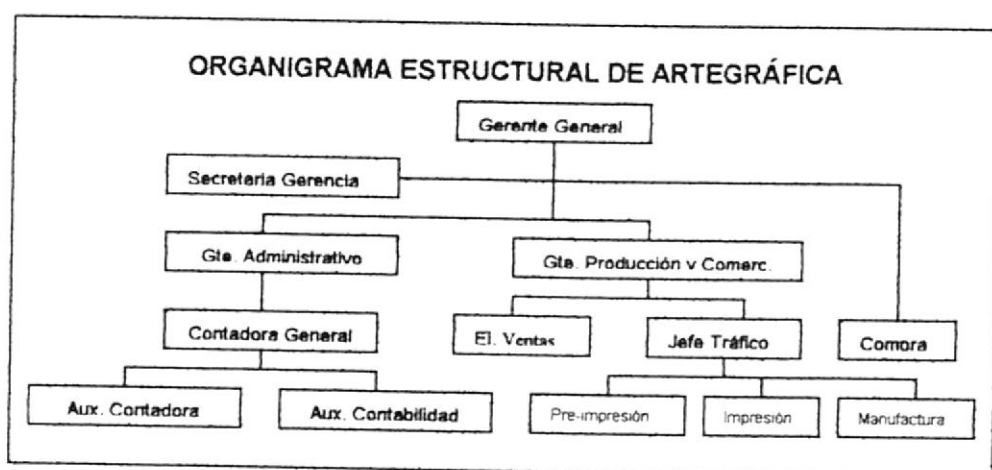 ORGANIGRAMA ESTRUCTURAL DE ARTEGRÁFICA
Gerente General
Secretaria Gerencia
Gte. Administrativo
Gte. Producción y Comerc.
Contadora General
El. Ventas
Jefe Tráfico
Comora
Aux. Contadora
Aux. Contabilidad
Pre-impresión
Impresión
Manufactura